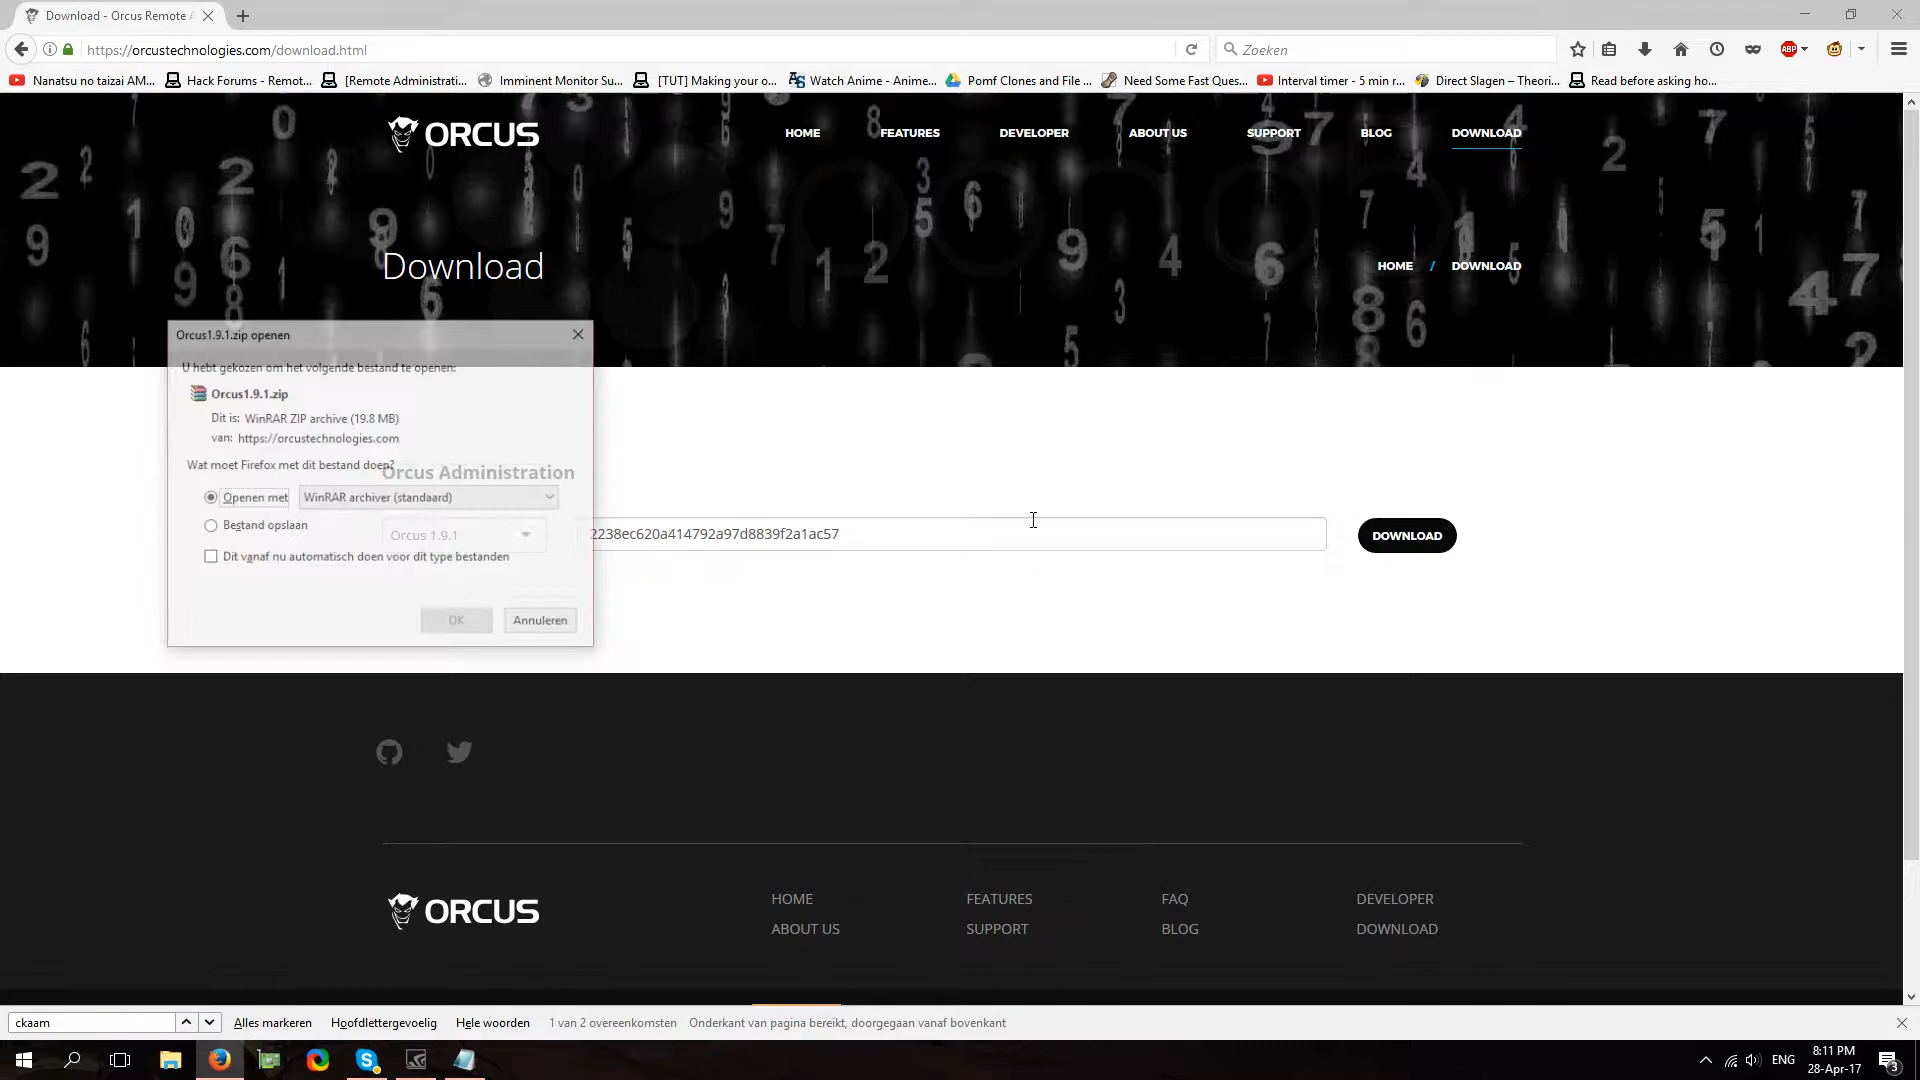 Download - Orcus Remote A
https://orcustechnologies.com/download.html
Zoeken
ABP
Nanatsu no taizai AM...
Hack Forums - Remot...
[Remote Administrati...
Imminent Monitor Su...
[TUT] Making your o...
Watch Anime - Anime...
Pomf Clones and File ...
Need Some Fast Ques...
Interval timer - 5 min r...
Direct Slagen – Theori...
Read before asking ho...
ORCUS
HOME
FEATURES
DEVELOPER
ABOUT US
SUPPORT
BLOG
DOWNLOAD
Download
HOME / DOWNLOAD
Orcus1.9.1.zip openen
U hebt gekozen om het volgende bestand te openen:
Orcus1.9.1.zip
Dit is: WinRAR ZIP archive (19.8 MB)
van: https://orcustechnologies.com
Wat moet Firefox met dit bestand doen?
Orcus Administration
Openen met
WinRAR archiver (standaard)
Bestand opslaan
Orcus 1.9.1
2238ec620a414792a97d8839f2a1ac57
DOWNLOAD
Dit vanaf nu automatisch doen voor dit type bestanden
OK
Annuleren
ORCUS
HOME
FEATURES
FAQ
DEVELOPER
ABOUT US
SUPPORT
BLOG
DOWNLOAD
ckaam
Alles markeren
Hoofdlettergevoelig
Hele woorden
1 van 2 overeenkomsten
Onderkant van pagina bereikt, doorgegaan vanaf bovenkant
ENG
8:11 PM
28-Apr-17
3